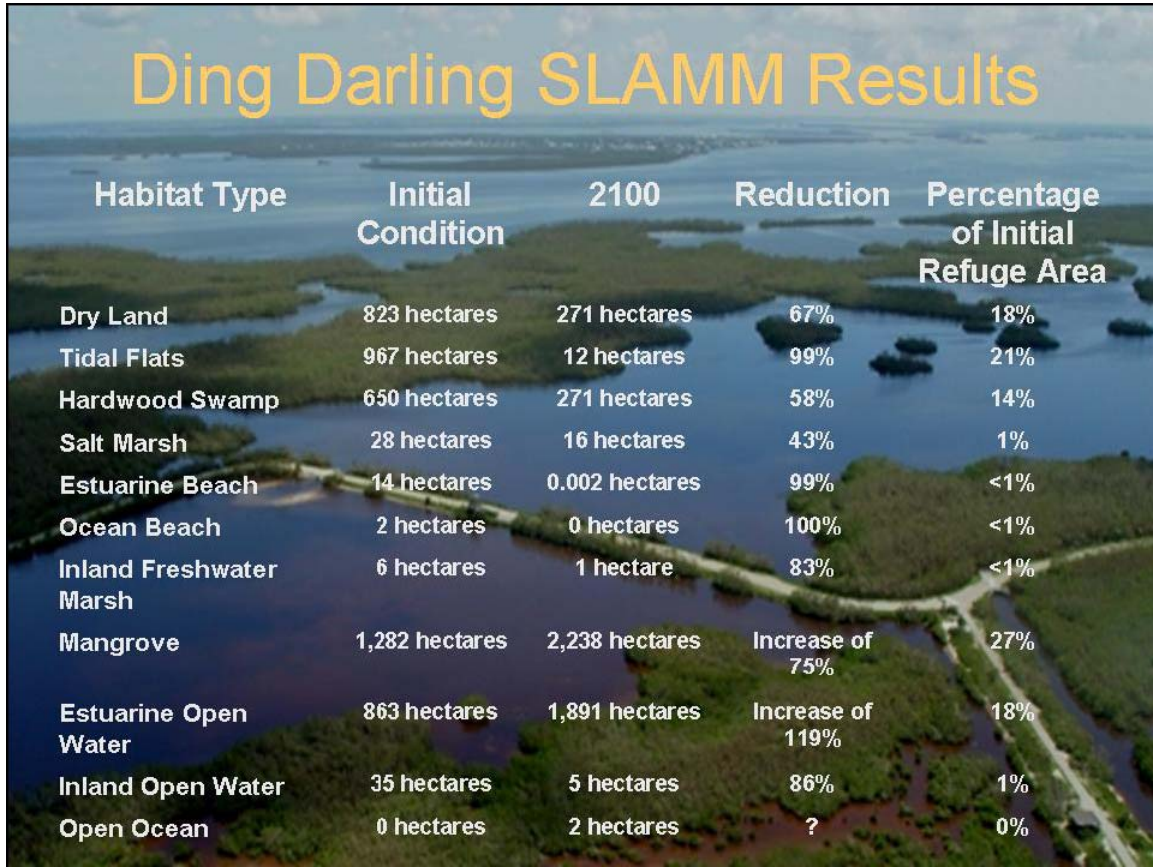 Ding Darling SLAMM Results
Habitat Type Initial Condition 2100 Reduction Percentage of Initial Refuge Area
Dry Land 823 hectares 271 hectares 67% 18%
Tidal Flats 967 hectares 12 hectares 99% 21%
Hardwood Swamp 650 hectares 271 hectares 58% 14%
Salt Marsh 28 hectares 16 hectares 43% 1%
Estuarine Beach 14 hectares 0.002 hectares 99% <1%
Ocean Beach 2 hectares 0 hectares 100% <1%
Inland Freshwater Marsh 6 hectares 1 hectare 83% <1%
Mangrove 1,282 hectares 2,238 hectares Increase of 75% 27%
Estuarine Open Water 863 hectares 1,891 hectares Increase of 119% 18%
Inland Open Water 35 hectares 5 hectares 86% 1%
Open Ocean 0 hectares 2 hectares ? 0%